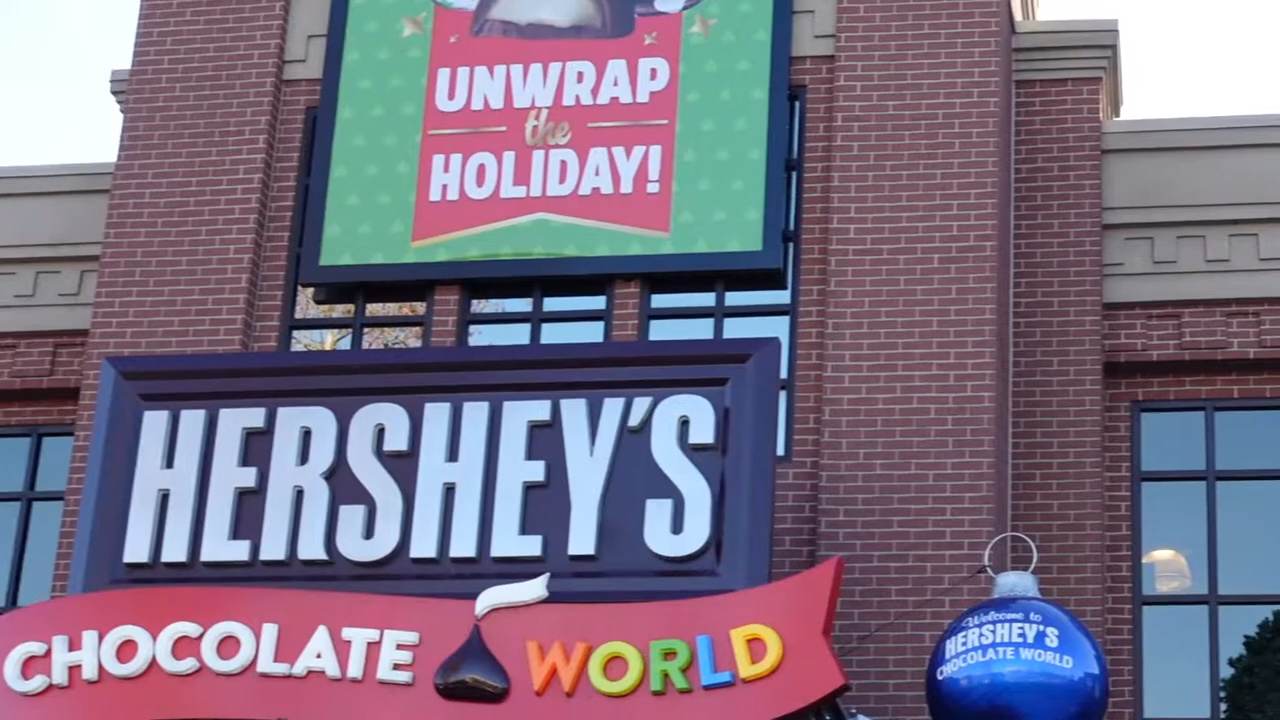 UNWRAP
the
HOLIDAY!
HERSHEY'S
CHOCOLATE WORLD
Welcome to
HERSHEY'S
CHOCOLATE WORLD